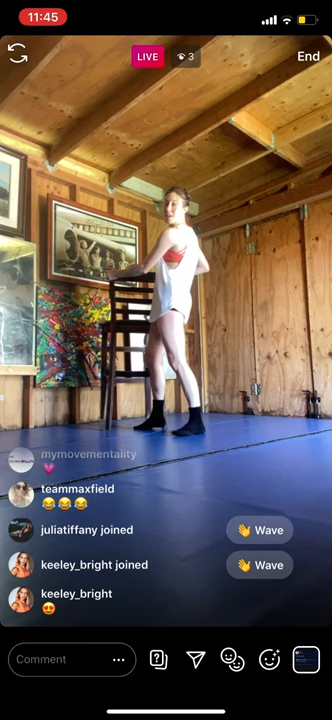 11:45
LIVE
3
End
mymovementality
teammaxfield
juliatiffany joined
Wave
keeley_bright joined
Wave
keeley_bright
Comment